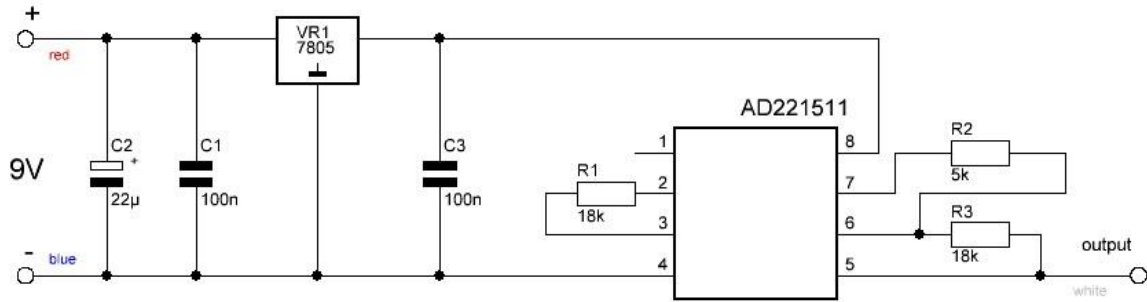 +
red
VR1
7805
AD221511
9V
C2
+
22µ
C1
100n
C3
100n
R1
18k
1
2
3
4
8
7
6
5
R2
5k
R3
18k
output
white
-
blue